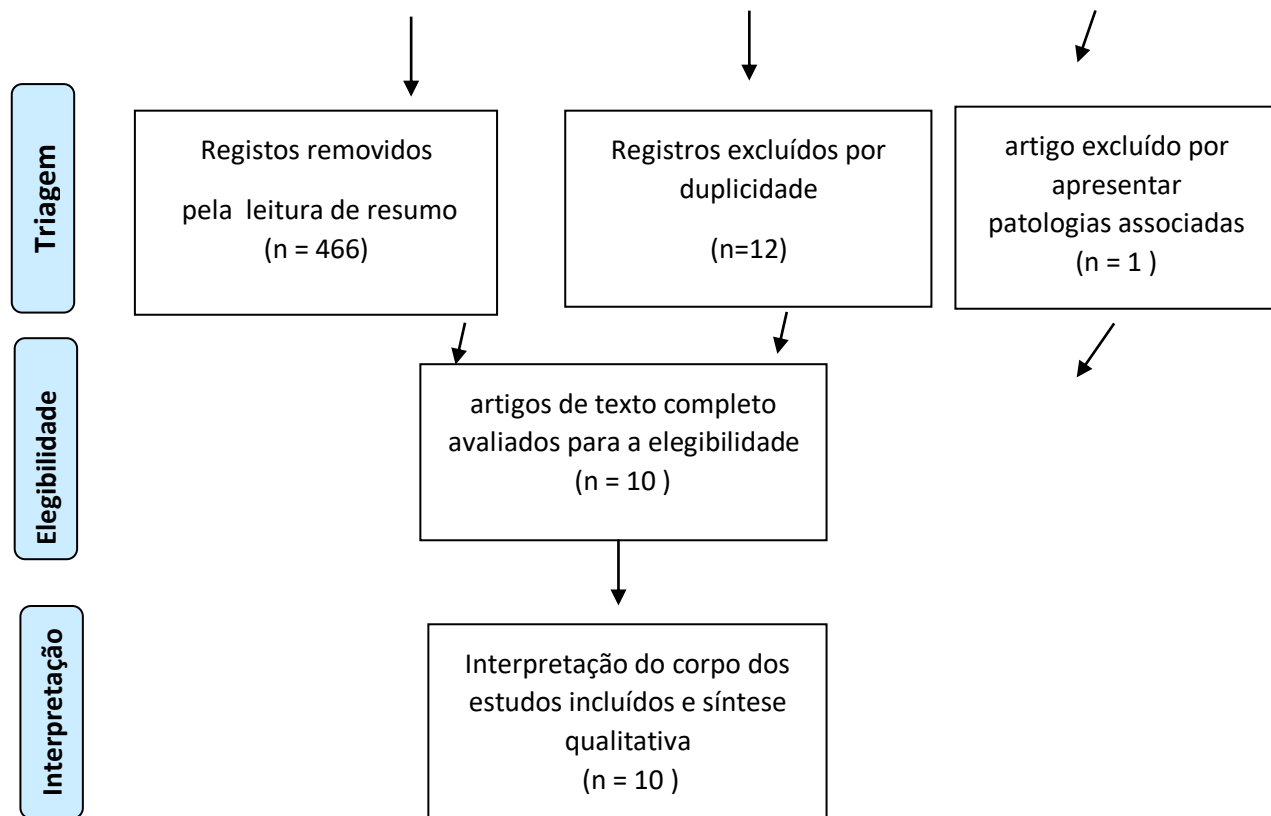 Triagem
Registos removidos
pela leitura de resumo
(n = 466)
Registros excluídos por
duplicidade
(n=12)
artigo excluído por
apresentar
patologias associadas
(n = 1 )
Elegibilidade
artigos de texto completo
avaliados para a elegibilidade
(n = 10 )
Interpretação
Interpretação do corpo dos
estudos incluídos e síntese
qualitativa
(n = 10 )